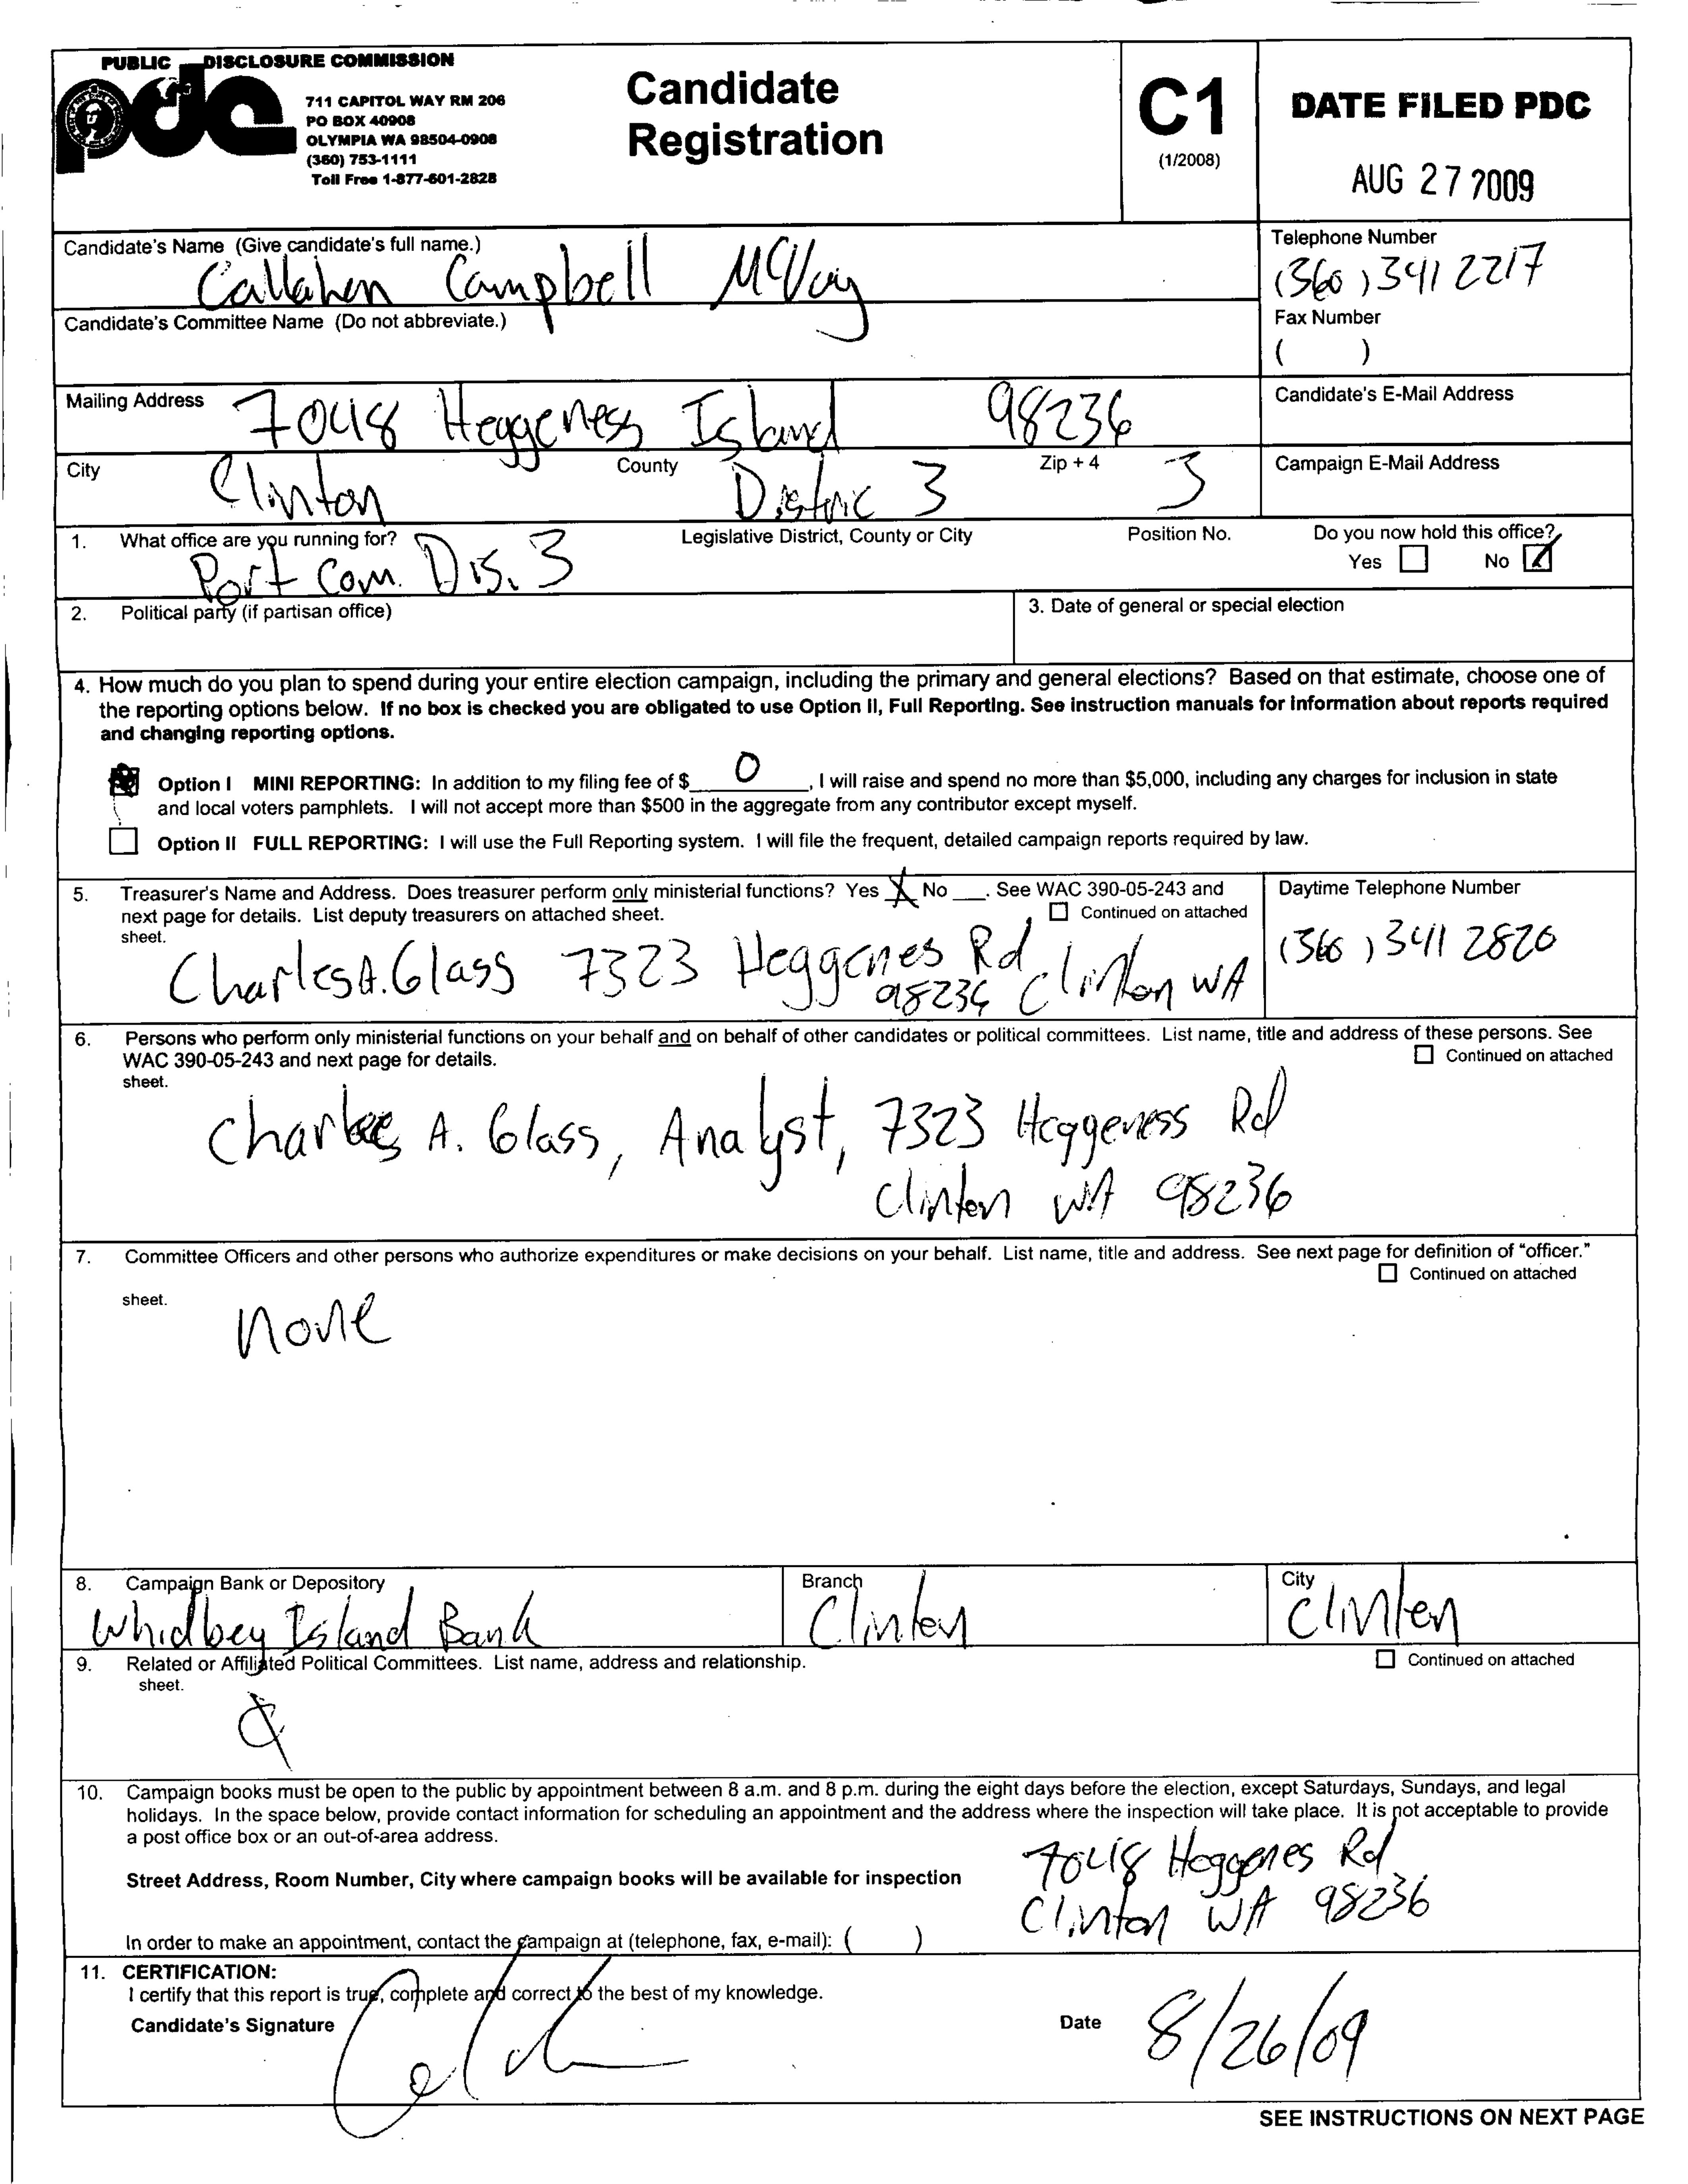 PUBLIC DISCLOSURE COMMISSION
pdc
711 CAPITOL WAY RM 206
PO BOX 40908
OLYMPIA WA 98504-0908
(360) 753-1111
Toll Free 1-877-601-2828
Candidate
Registration
C1
(1/2008)
DATE FILED PDC
AUG 27 2009
Candidate's Name (Give candidate's full name.)
Callahan Campbell McVay
Telephone Number
(360) 341 2217
Candidate's Committee Name (Do not abbreviate.)
Fax Number
( )
Mailing Address
7048 Heggeness Island 98236
Candidate's E-Mail Address
City County Zip + 4
Clinton Distric 3 3
Campaign E-Mail Address
1. What office are you running for? Legislative District, County or City Position No. Do you now hold this office?
Port Com. Dis. 3
Yes No
2. Political party (if partisan office)
3. Date of general or special election
4. How much do you plan to spend during your entire election campaign, including the primary and general elections? Based on that estimate, choose one of
the reporting options below. If no box is checked you are obligated to use Option II, Full Reporting. See instruction manuals for information about reports required
and changing reporting options.
Option I MINI REPORTING: In addition to my filing fee of $ 0 , I will raise and spend no more than $5,000, including any charges for inclusion in state
and local voters pamphlets. I will not accept more than $500 in the aggregate from any contributor except myself.
Option II FULL REPORTING: I will use the Full Reporting system. I will file the frequent, detailed campaign reports required by law.
5. Treasurer's Name and Address. Does treasurer perform only ministerial functions? Yes X No ___. See WAC 390-05-243 and
next page for details. List deputy treasurers on attached sheet. Continued on attached
sheet.
Charles A. Glass 7323 Heggenes Rd
98236 Clinton WA
Daytime Telephone Number
(360) 341 2820
6. Persons who perform only ministerial functions on your behalf and on behalf of other candidates or political committees. List name, title and address of these persons. See
WAC 390-05-243 and next page for details. Continued on attached
sheet.
Charles A. Glass, Analyst, 7323 Heggeness Rd
Clinton WA 98236
7. Committee Officers and other persons who authorize expenditures or make decisions on your behalf. List name, title and address. See next page for definition of "officer."
Continued on attached
sheet.
none
8. Campaign Bank or Depository Branch City
Whidbey Island Bank Clinton Clinton
9. Related or Affiliated Political Committees. List name, address and relationship. Continued on attached
sheet.
10. Campaign books must be open to the public by appointment between 8 a.m. and 8 p.m. during the eight days before the election, except Saturdays, Sundays, and legal
holidays. In the space below, provide contact information for scheduling an appointment and the address where the inspection will take place. It is not acceptable to provide
a post office box or an out-of-area address.
Street Address, Room Number, City where campaign books will be available for inspection
7048 Heggenes Rd
Clinton WA 98236
In order to make an appointment, contact the campaign at (telephone, fax, e-mail): ( )
11. CERTIFICATION:
I certify that this report is true, complete and correct to the best of my knowledge.
Candidate's Signature
Date 8/26/09
SEE INSTRUCTIONS ON NEXT PAGE